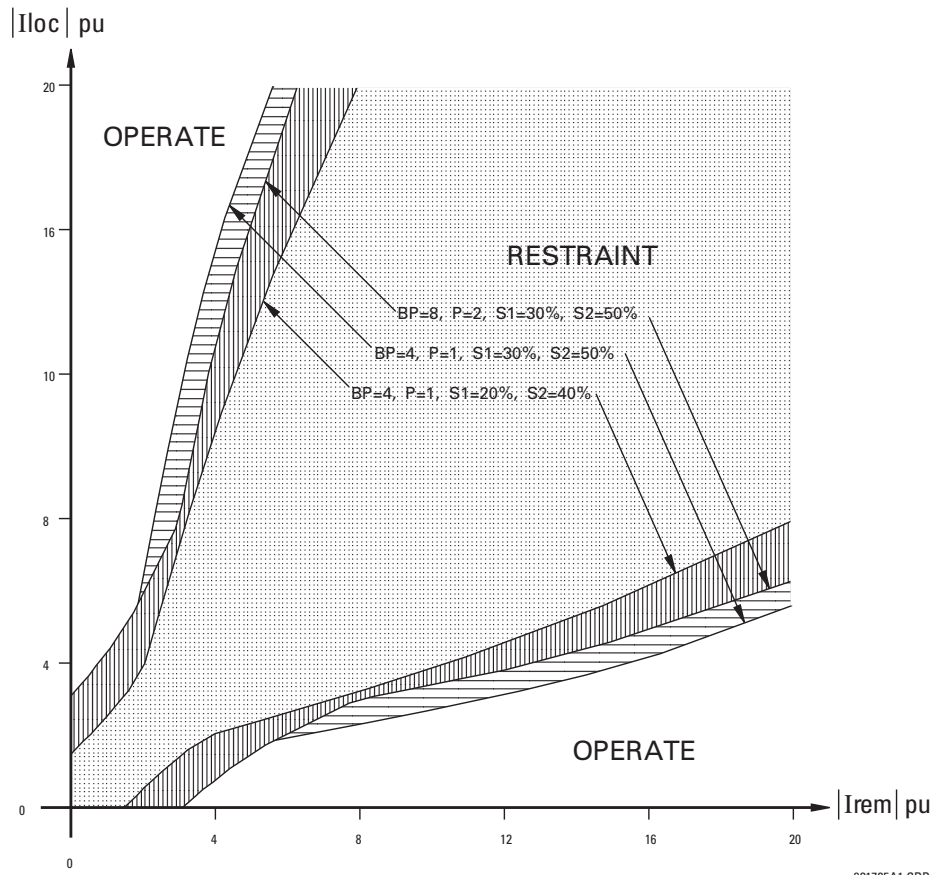 |Iloc| pu
20
OPERATE
16
RESTRAINT
BP=8, P=2, S1=30%, S2=50%
BP=4, P=1, S1=30%, S2=50%
10
BP=4, P=1, S1=20%, S2=40%
8
4
OPERATE
0
|Irem| pu
4
8
12
16
20
0